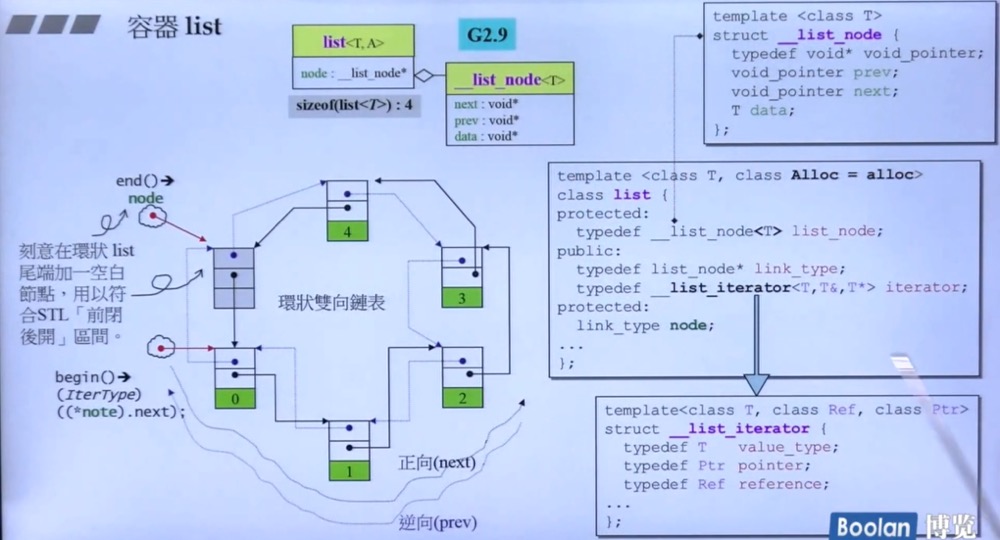 容器 list
list<T, A>
node : __list_node*
sizeof(list<T>) : 4
G2.9
__list_node<T>
next : void*
prev : void*
data : void*
template <class T>
struct __list_node {
typedef void* void_pointer;
void_pointer prev;
void_pointer next;
T data;
};
template <class T, class Alloc = alloc>
class list {
protected:
typedef __list_node<T> list_node;
public:
typedef list_node* link_type;
typedef __list_iterator<T,T&,T*> iterator;
protected:
link_type node;
...
};
template<class T, class Ref, class Ptr>
struct __list_iterator {
typedef T value_type;
typedef Ptr pointer;
typedef Ref reference;
...
};
end()→
node
刻意在環狀 list
尾端加一空白
節點，用以符
合STL「前閉
後開」區間。
begin()→
(IterType)
((*note).next);
環狀雙向鏈表
4
3
0
2
1
正向(next)
逆向(prev)
Boolan 博览